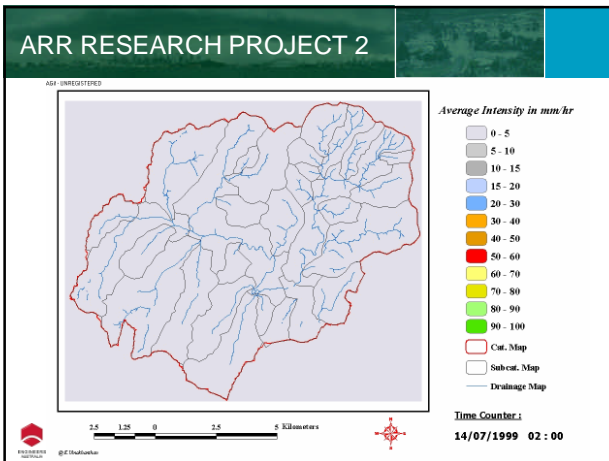 ARR RESEARCH PROJECT 2
AGII - UNREGISTERED
Average Intensity in mm/hr
0 - 5
5 - 10
10 - 15
15 - 20
20 - 30
30 - 40
40 - 50
50 - 60
60 - 70
70 - 80
80 - 90
90 - 100
Cat. Map
Subcat. Map
Drainage Map
2.5 1.25 0 2.5 5 Kilometers
Time Counter :
14/07/1999 02 : 00
ENGINEERS
AUSTRALIA